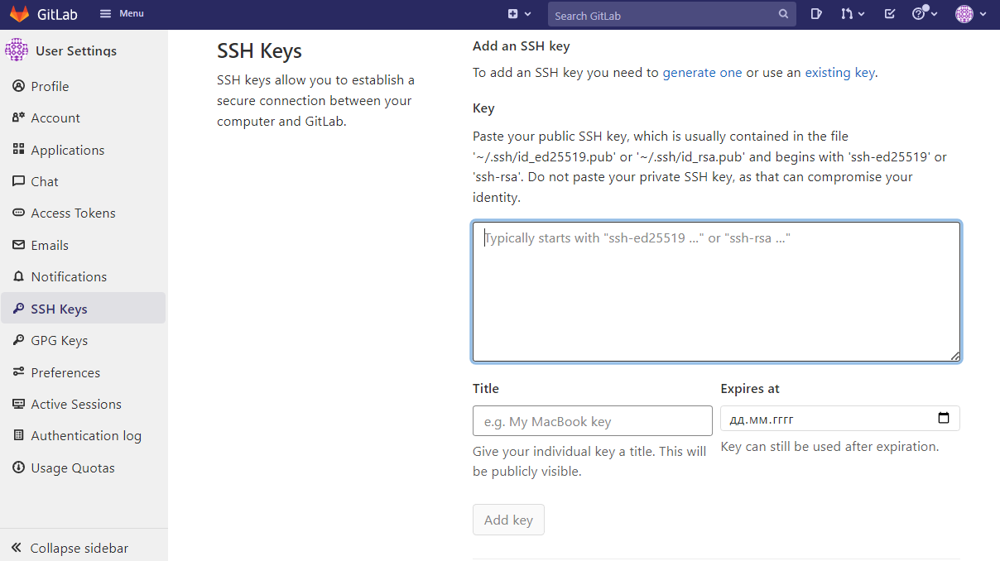 GitLab
Menu
Search GitLab
User Settings
Profile
Account
Applications
Chat
Access Tokens
Emails
Notifications
SSH Keys
GPG Keys
Preferences
Active Sessions
Authentication log
Usage Quotas
Collapse sidebar
SSH Keys
SSH keys allow you to establish a
secure connection between your
computer and GitLab.
Add an SSH key
To add an SSH key you need to generate one or use an existing key.
Key
Paste your public SSH key, which is usually contained in the file
'~/.ssh/id_ed25519.pub' or '~/.ssh/id_rsa.pub' and begins with 'ssh-ed25519' or
'ssh-rsa'. Do not paste your private SSH key, as that can compromise your
identity.
Typically starts with "ssh-ed25519 ..." or "ssh-rsa ..."
Title
e.g. My MacBook key
Give your individual key a title. This will
be publicly visible.
Expires at
дд.мм.гггг
Key can still be used after expiration.
Add key